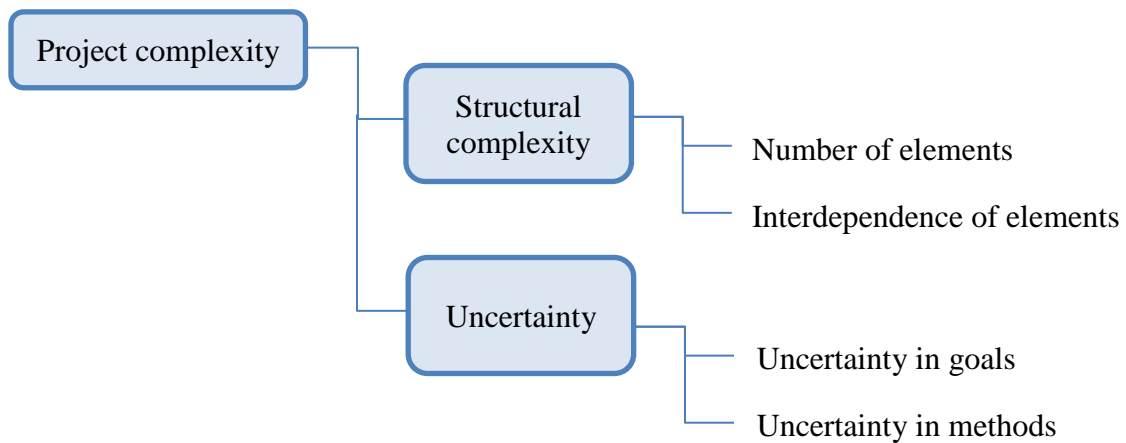 Project complexity
Structural
complexity
Number of elements
Interdependence of elements
Uncertainty
Uncertainty in goals
Uncertainty in methods